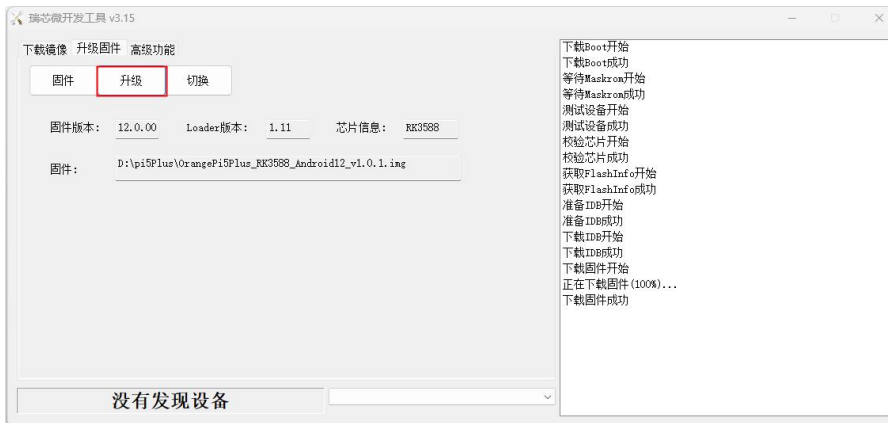 瑞芯微开发工具 v3.15
下载镜像 升级固件 高级功能
固件 升级 切换
固件版本: 12.0.00 Loader版本: 1.11 芯片信息: RK3588
固件: D:\pi5Plus\OrangePi5Plus_RK3588_Android12_v1.0.1.img
没有发现设备
下载Boot开始
下载Boot成功
等待Maskrom开始
等待Maskrom成功
测试设备开始
测试设备成功
校验芯片开始
校验芯片成功
获取FlashInfo开始
获取FlashInfo成功
准备IDB开始
准备IDB成功
下载IDB开始
下载IDB成功
下载固件开始
正在下载固件(100%)...
下载固件成功